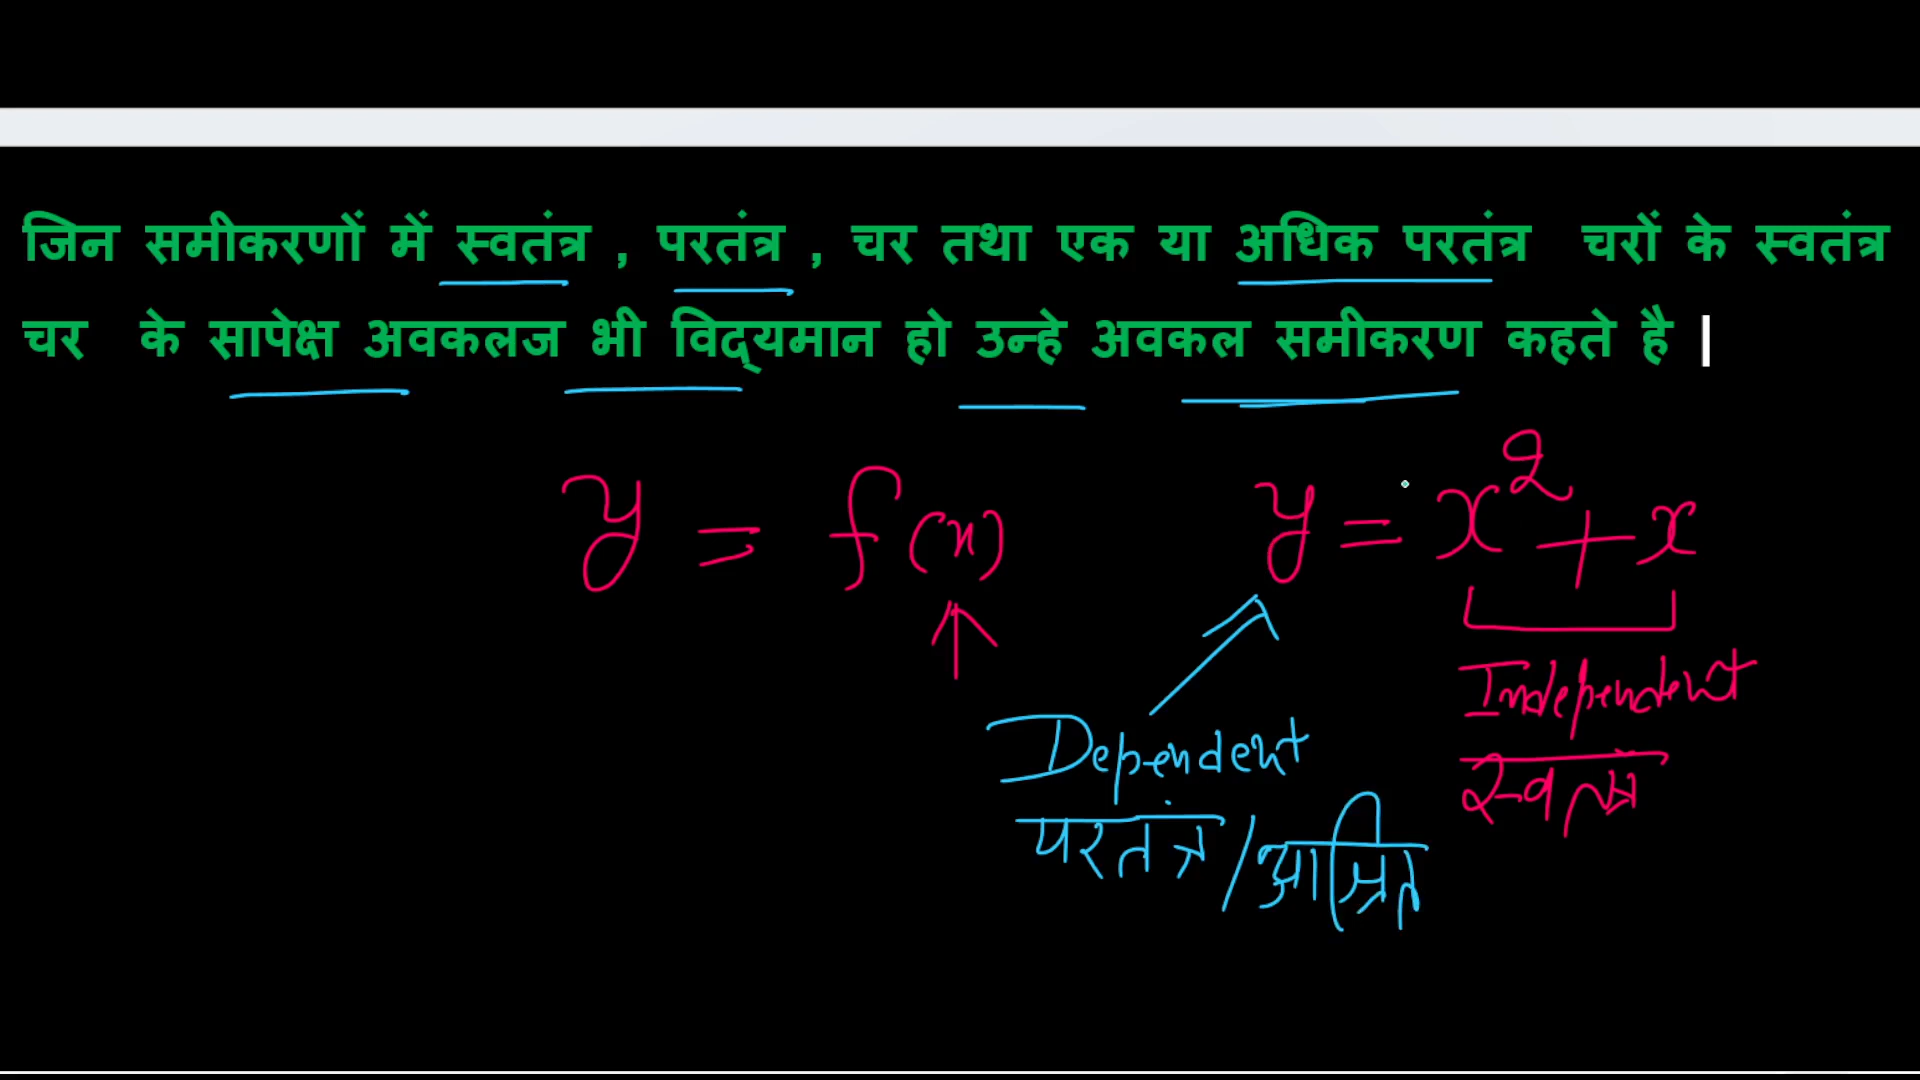 जिन समीकरणों में स्वतंत्र , परतंत्र , चर तथा एक या अधिक परतंत्र चरों के स्वतंत्र
चर के सापेक्ष अवकलज भी विद्यमान हो उन्हे अवकल समीकरण कहते है |
y = f(x) y = x² + x
Independent
Dependent
परतंत्र/आश्रित